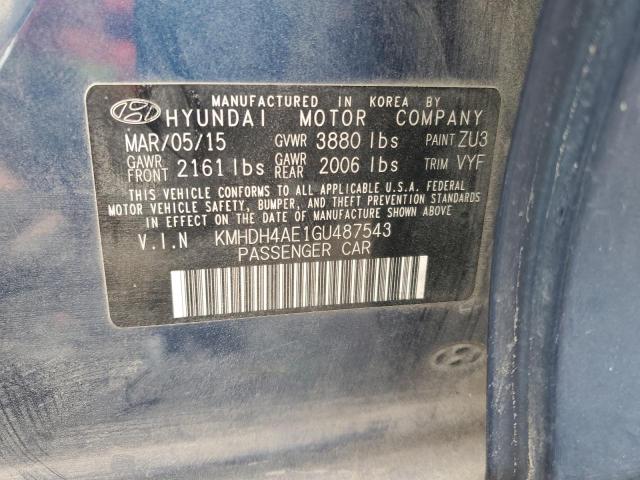 MANUFACTURED IN KOREA BY
HYUNDAI MOTOR COMPANY
MAR/05/15 GVWR 3880 lbs PAINT ZU3
GAWR FRONT 2161 lbs GAWR REAR 2006 lbs TRIM VYF
THIS VEHICLE CONFORMS TO ALL APPLICABLE U.S.A. FEDERAL
MOTOR VEHICLE SAFETY, BUMPER, AND THEFT PREVENTION STANDARDS
IN EFFECT ON THE DATE OF MANUFACTURE SHOWN ABOVE.
V.I.N KMHDH4AE1GU487543
PASSENGER CAR